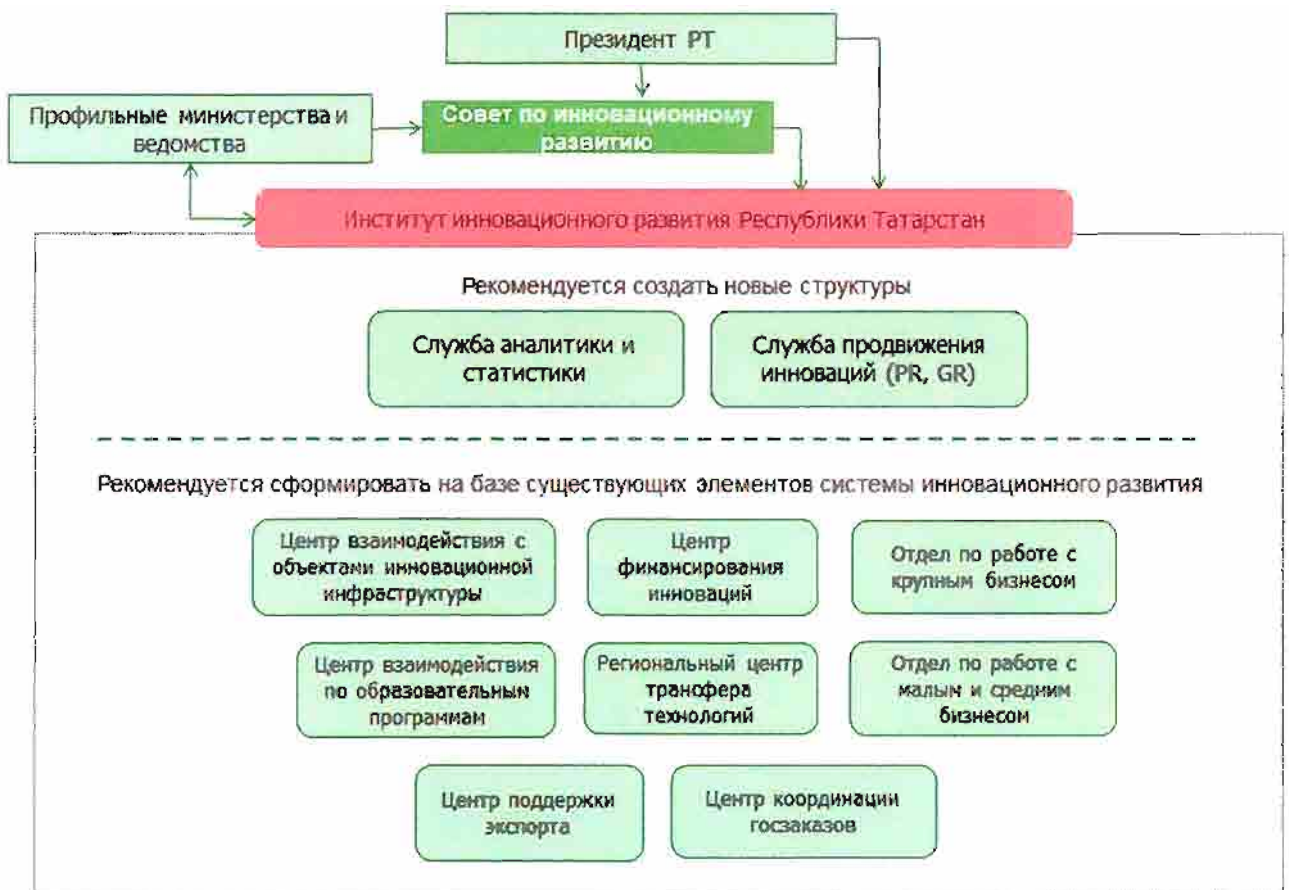 Президент РТ
Профильные министерства и
ведомства
Совет по инновационному
развитию
Институт инновационного развития Республики Татарстан
Рекомендуется создать новые структуры
Служба аналитики и
статистики
Служба продвижения
инноваций (PR, GR)
Рекомендуется сформировать на базе существующих элементов системы инновационного развития
Центр взаимодействия с
объектами инновационной
инфраструктуры
Центр
финансирования
инноваций
Отдел по работе с
крупным бизнесом
Центр взаимодействия
по образовательным
программам
Региональный центр
трансфера
технологий
Отдел по работе с
малым и средним
бизнесом
Центр поддержки
экспорта
Центр координации
госзаказов